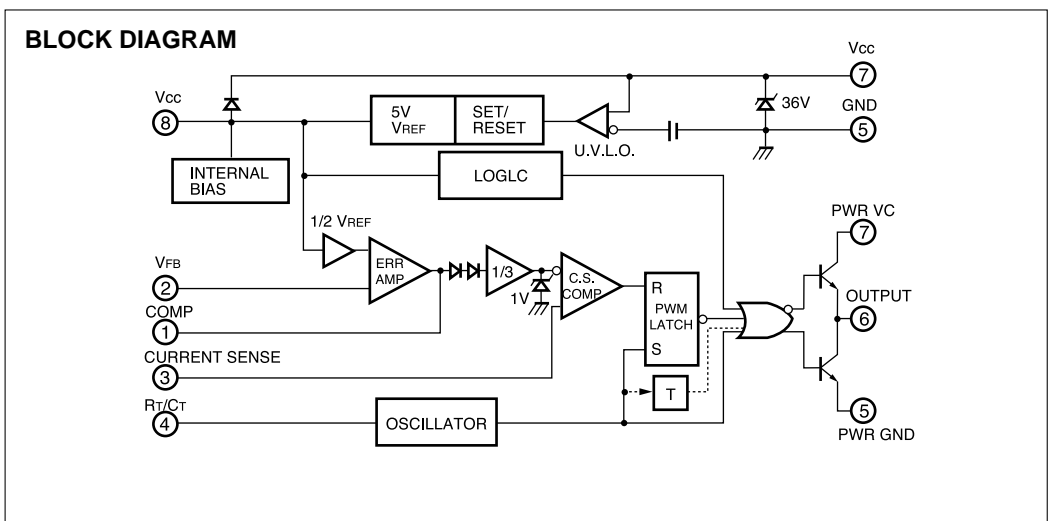 BLOCK DIAGRAM
Vcc
7
Vcc
8
5V
VREF
SET/
RESET
36V
GND
5
U.V.L.O.
INTERNAL
BIAS
LOGLC
1/2 VREF
PWR VC
7
VFB
2
ERR
AMP
1/3
1V
C.S.
COMP
R
PWM
LATCH
S
OUTPUT
6
COMP
1
CURRENT SENSE
3
T
RT/CT
4
OSCILLATOR
5
PWR GND